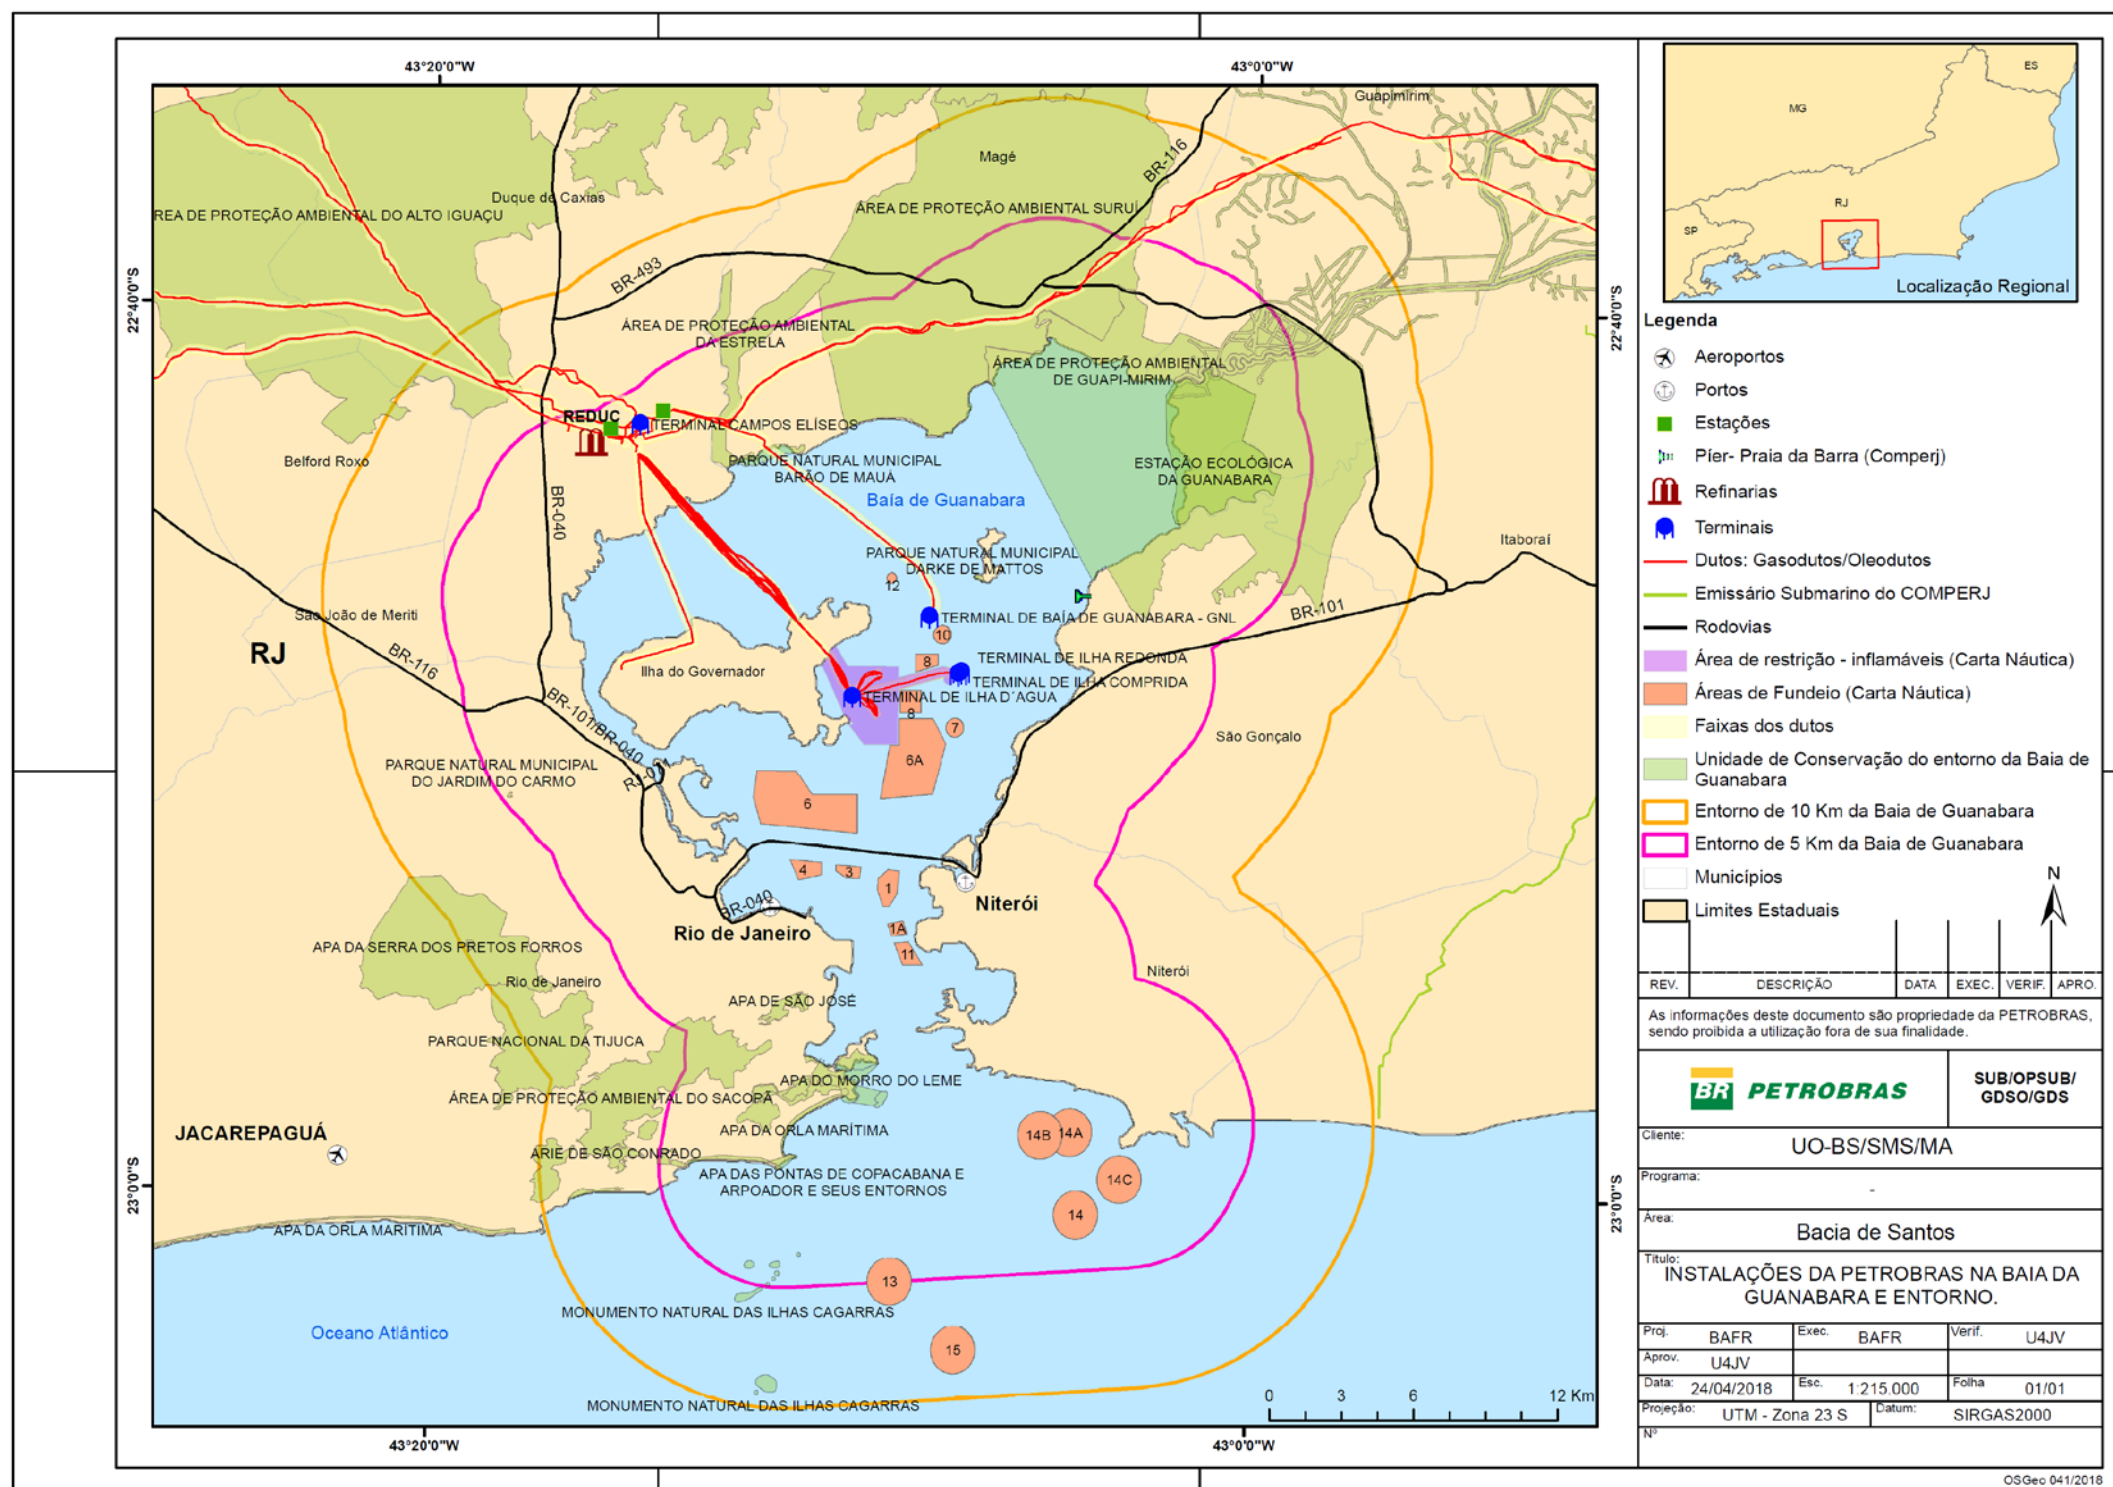 43°20'0"W
43°0'0"W
Guapimirim
Magé
BR-116
Duque de Caxias
REA DE PROTEÇÃO AMBIENTAL DO ALTO IGUAÇU
ÁREA DE PROTEÇÃO AMBIENTAL SURUÍ
BR-493
22°40'0"S
22°40'0"S
ÁREA DE PROTEÇÃO AMBIENTAL
DA ESTRELA
ÁREA DE PROTEÇÃO AMBIENTAL
DE GUAPI-MIRIM
REDUC
TERMINAL CAMPOS ELÍSEOS
Belford Roxo
PARQUE NATURAL MUNICIPAL
BARÃO DE MAUÁ
ESTAÇÃO ECOLÓGICA
DA GUANABARA
Baía de Guanabara
BR-040
Itaboraí
PARQUE NATURAL MUNICIPAL
DARKE DE MATTOS
12
São João de Meriti
TERMINAL DE BAÍA DE GUANABARA - GNL
BR-101
10
RJ
BR-116
8
TERMINAL DE ILHA REDONDA
Ilha do Governador
TERMINAL DE ILHA COMPRIDA
TERMINAL DE ILHA D´AGUA
8
BR-101/BR-040
7
São Gonçalo
6A
PARQUE NATURAL MUNICIPAL
DO JARDIM DO CARMO
RJ-071
6
4
3
1
BR-040
Niterói
Rio de Janeiro
1A
11
APA DA SERRA DOS PRETOS FORROS
Niterói
Rio de Janeiro
APA DE SÃO JOSÉ
PARQUE NACIONAL DA TIJUCA
APA DO MORRO DO LEME
ÁREA DE PROTEÇÃO AMBIENTAL DO SACOPÃ
JACAREPAGUÁ
APA DA ORLA MARÍTIMA
14B
14A
ARIE DE SÃO CONRADO
APA DAS PONTAS DE COPACABANA E
ARPOADOR E SEUS ENTORNOS
14C
23°0'0"S
23°0'0"S
14
APA DA ORLA MARÍTIMA
13
MONUMENTO NATURAL DAS ILHAS CAGARRAS
Oceano Atlântico
15
MONUMENTO NATURAL DAS ILHAS CAGARRAS
0 3 6 12 Km
43°20'0"W
43°0'0"W
ES
MG
RJ
SP
Localização Regional
Legenda
Aeroportos
Portos
Estações
Píer- Praia da Barra (Comperj)
Refinarias
Terminais
Dutos: Gasodutos/Oleodutos
Emissário Submarino do COMPERJ
Rodovias
Área de restrição - inflamáveis (Carta Náutica)
Áreas de Fundeio (Carta Náutica)
Faixas dos dutos
Unidade de Conservação do entorno da Baia de
Guanabara
Entorno de 10 Km da Baia de Guanabara
Entorno de 5 Km da Baia de Guanabara
Municípios
Limites Estaduais
N
REV. DESCRIÇÃO DATA EXEC. VERIF. APRO.
As informações deste documento são propriedade da PETROBRAS,
sendo proibida a utilização fora de sua finalidade.
BR PETROBRAS
SUB/OPSUB/
GDSO/GDS
Cliente:
UO-BS/SMS/MA
Programa:
-
Área:
Bacia de Santos
Título:
INSTALAÇÕES DA PETROBRAS NA BAIA DA
GUANABARA E ENTORNO.
Proj. BAFR Exec. BAFR Verif. U4JV
Aprov. U4JV
Data: 24/04/2018 Esc. 1:215.000 Folha 01/01
Projeção: UTM - Zona 23 S Datum: SIRGAS2000
Nº
OSGeo 041/2018